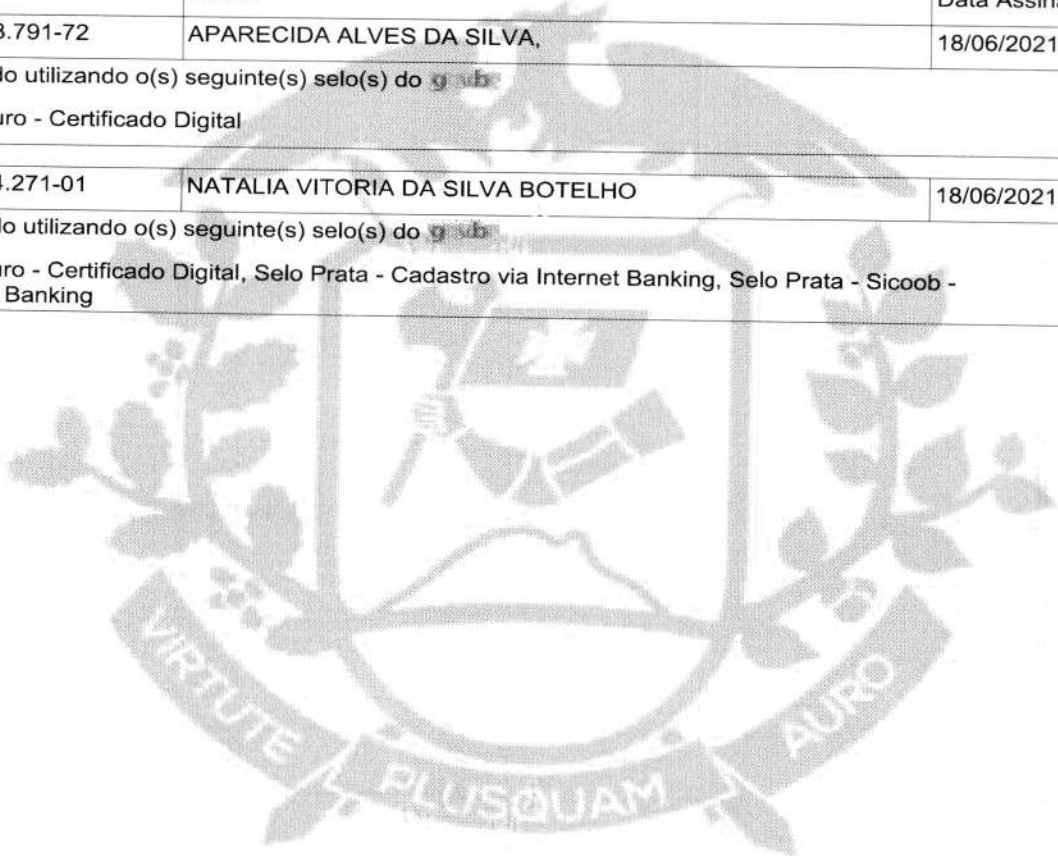 Data Assina
3.791-72 APARECIDA ALVES DA SILVA, 18/06/2021
do utilizando o(s) seguinte(s) selo(s) do
uro - Certificado Digital
4.271-01 NATALIA VITORIA DA SILVA BOTELHO 18/06/2021
do utilizando o(s) seguinte(s) selo(s) do
uro - Certificado Digital, Selo Prata - Cadastro via Internet Banking, Selo Prata - Sicoob -
Banking
VIRTUTE PLUSQUAM AURO